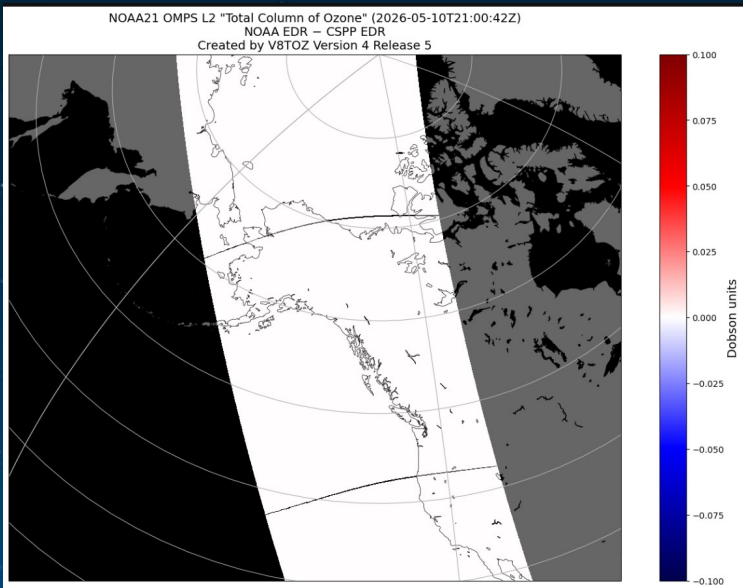 NOAA21 OMPS L2 "Total Column of Ozone" (2026-05-10T21:00:42Z)
NOAA EDR − CSPP EDR
Created by V8TOZ Version 4 Release 5
0.100
0.075
0.050
0.025
0.000
−0.025
−0.050
−0.075
−0.100
Dobson units